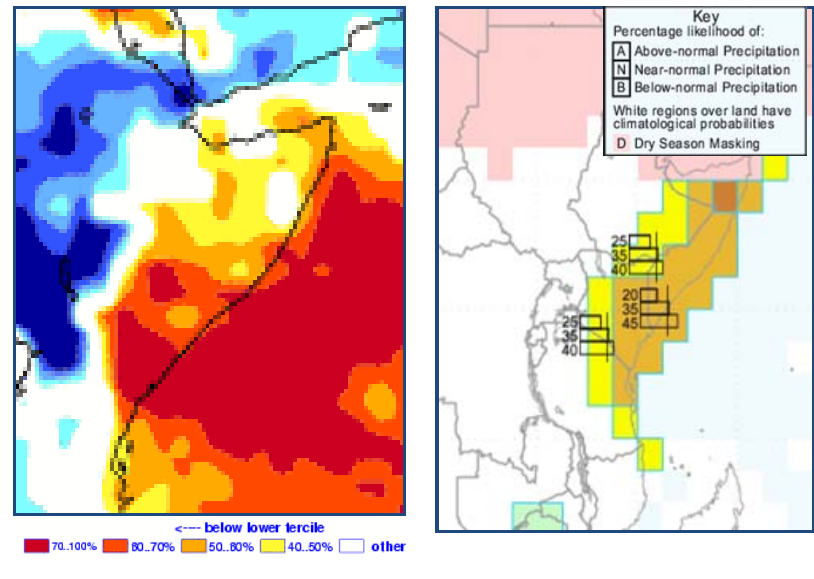 Key
Percentage likelihood of:
A Above-normal Precipitation
N Near-normal Precipitation
B Below-normal Precipitation
White regions over land have
climatological probabilities
D Dry Season Masking
25
35
40
20
35
45
25
35
40
<---- below lower tercile
70..100% 60..70% 50..60% 40..50% other